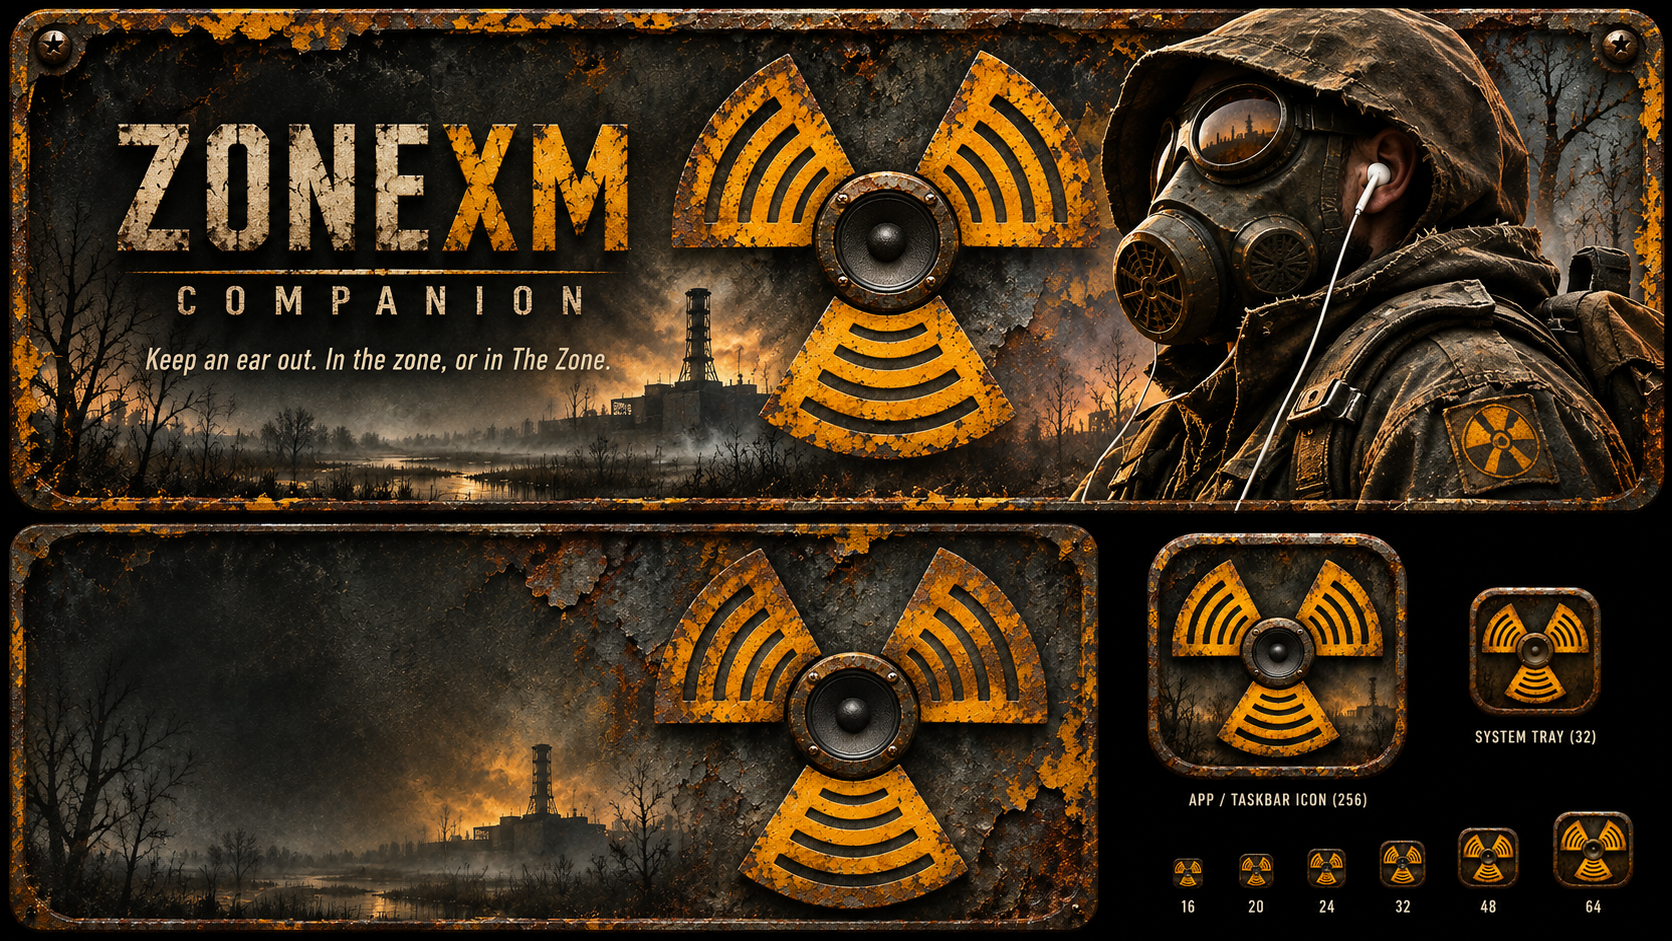 ZONEXM
COMPANION
Keep an ear out. In the zone, or in The Zone.
APP / TASKBAR ICON (256)
SYSTEM TRAY (32)
16 20 24 32 48 64